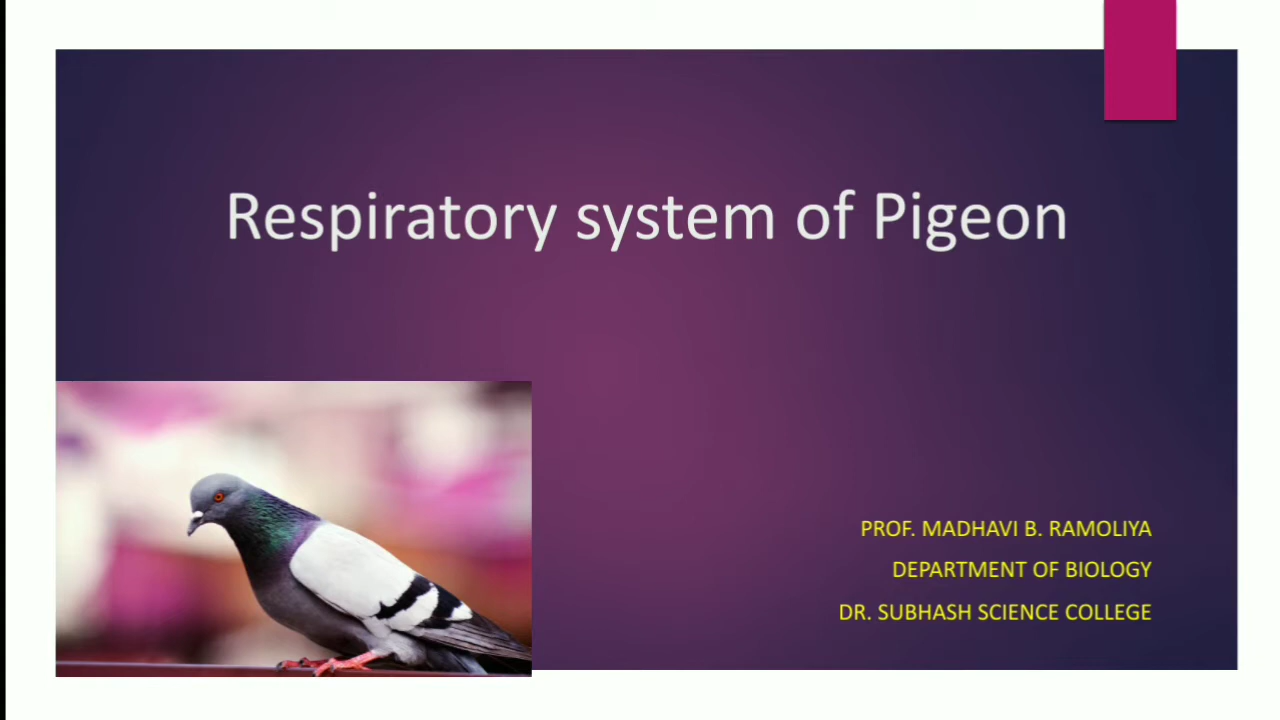 Respiratory system of Pigeon
PROF. MADHAVI B. RAMOLIYA
DEPARTMENT OF BIOLOGY
DR. SUBHASH SCIENCE COLLEGE